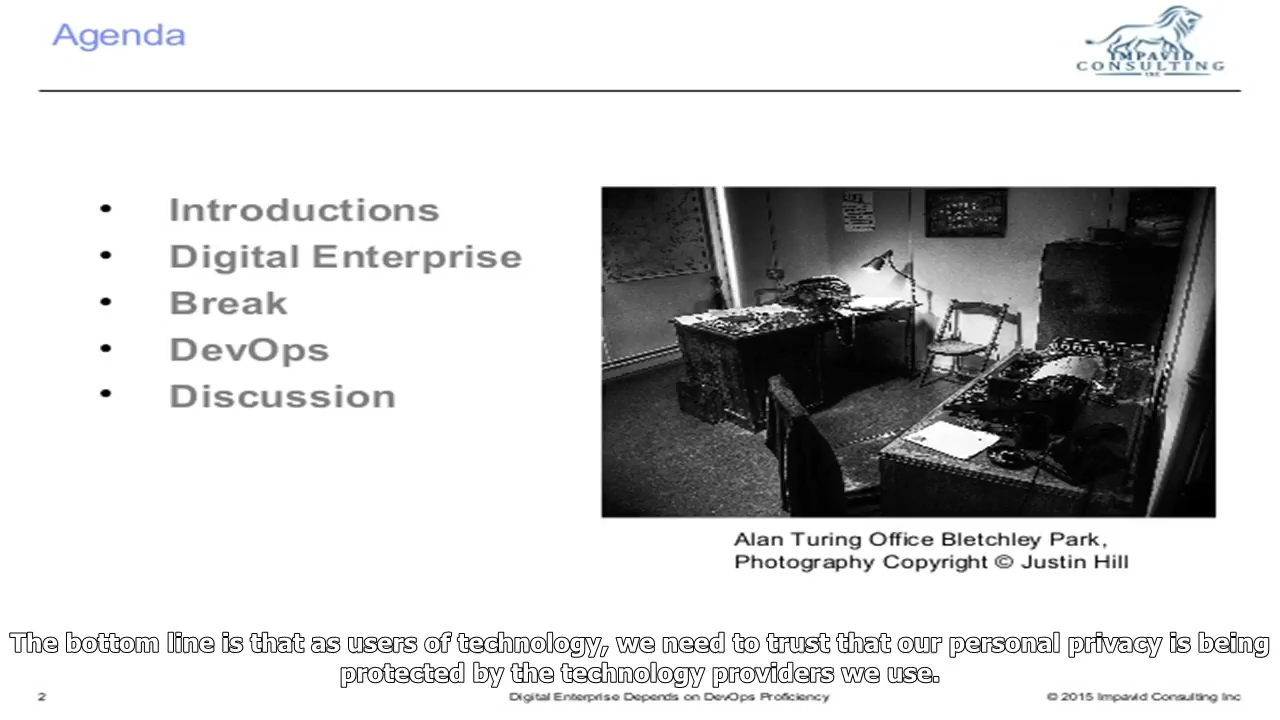 Agenda
IMPAVID
CONSULTING
INC
• Introductions
• Digital Enterprise
• Break
• DevOps
• Discussion
Alan Turing Office Bletchley Park,
Photography Copyright © Justin Hill
The bottom line is that as users of technology, we need to trust that our personal privacy is being
protected by the technology providers we use.
2 Digital Enterprise Depends on DevOps Proficiency © 2015 Impavid Consulting Inc